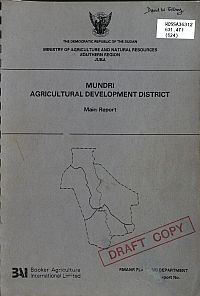 THE DEMOCRATIC REPUBLIC OF THE SUDAN
MINISTRY OF AGRICULTURE AND NATURAL RESOURCES
SOUTHERN REGION
JUBA
MUNDRI
AGRICULTURAL DEVELOPMENT DISTRICT
Main Report
DRAFT COPY
BAI Booker Agriculture
International Limited
DEPARTMENT